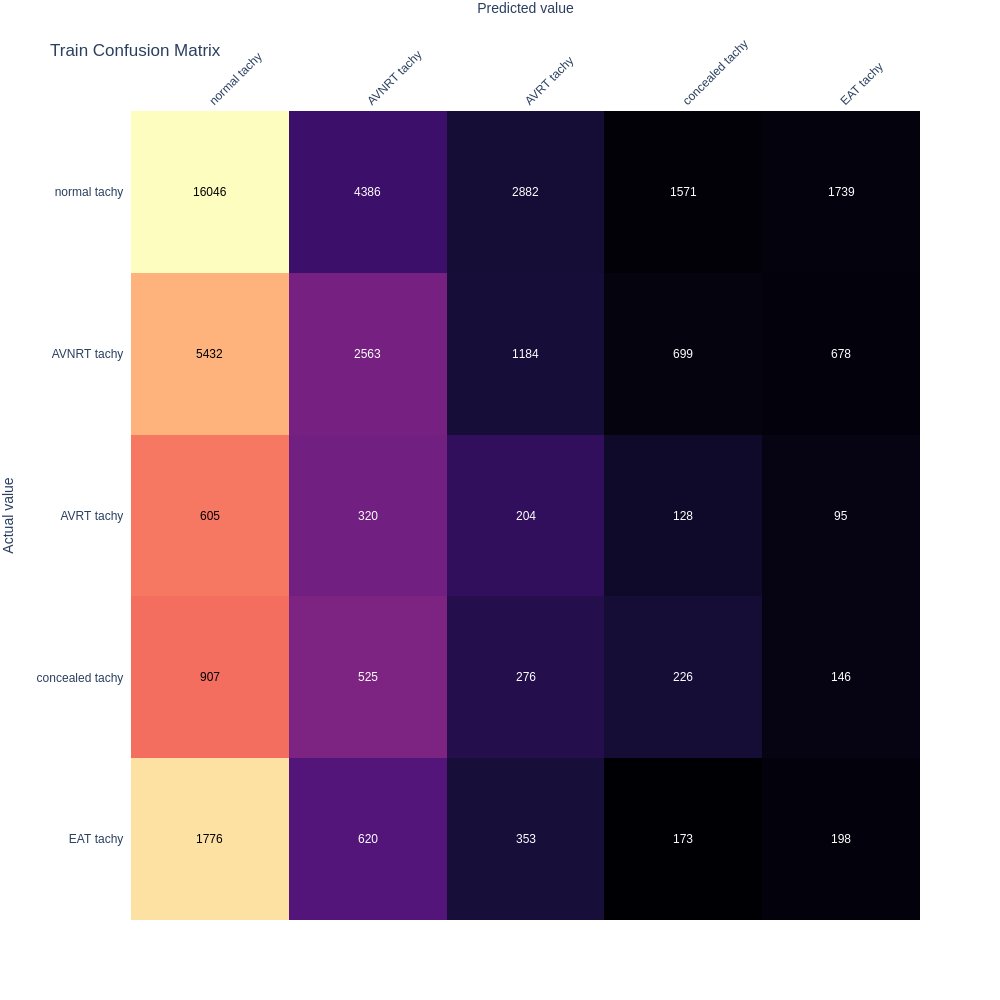 Predicted value
Train Confusion Matrix
normal tachy
AVNRT tachy
AVRT tachy
concealed tachy
EAT tachy
Actual value
normal tachy 16046 4386 2882 1571 1739
AVNRT tachy 5432 2563 1184 699 678
AVRT tachy 605 320 204 128 95
concealed tachy 907 525 276 226 146
EAT tachy 1776 620 353 173 198